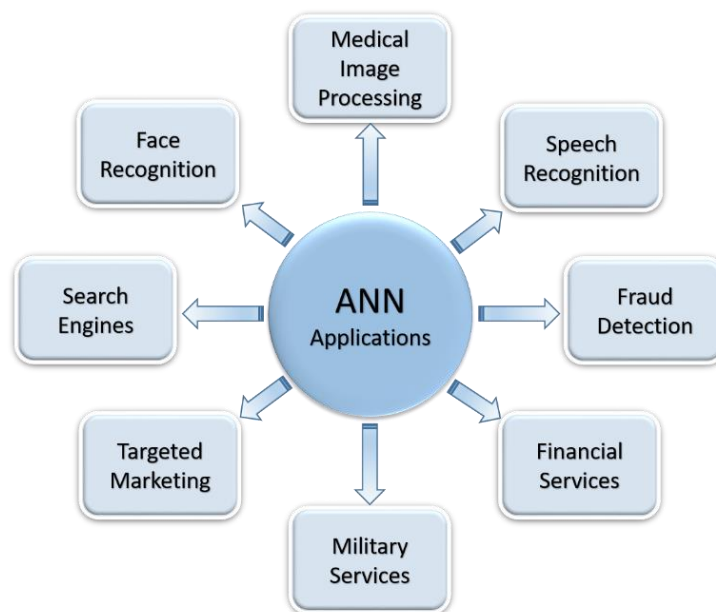 Medical
Image
Processing
Face
Recognition
Speech
Recognition
Search
Engines
ANN
Applications
Fraud
Detection
Targeted
Marketing
Financial
Services
Military
Services